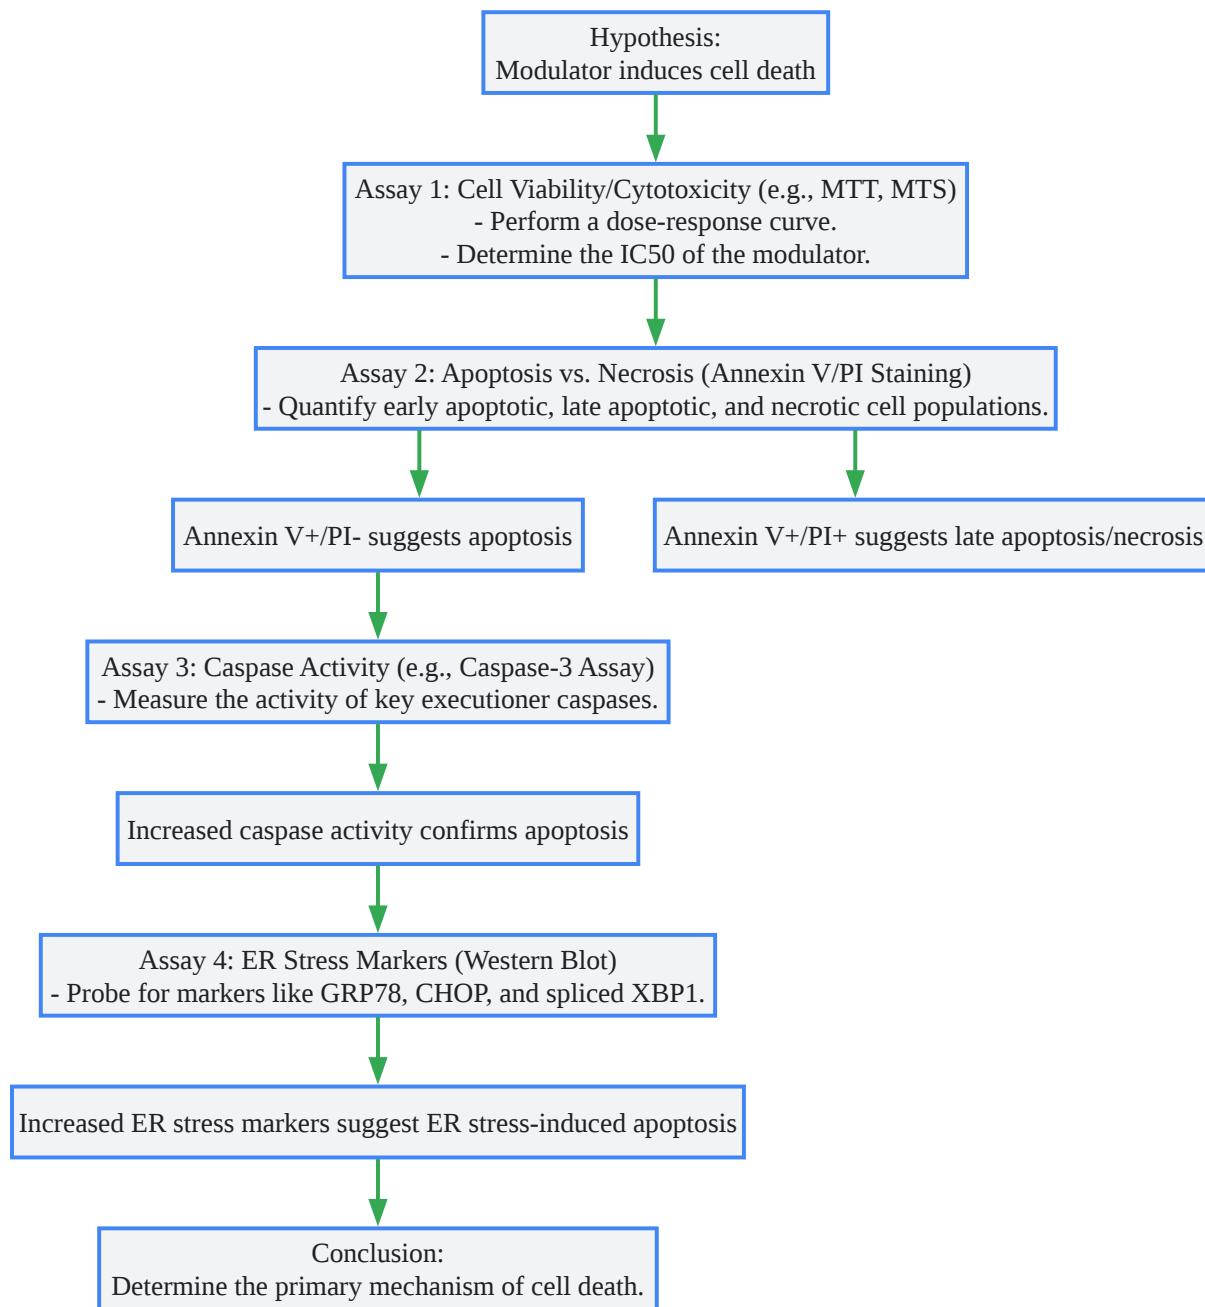 Hypothesis:
Modulator induces cell death
Assay 1: Cell Viability/Cytotoxicity (e.g., MTT, MTS)
- Perform a dose-response curve.
- Determine the IC50 of the modulator.
Assay 2: Apoptosis vs. Necrosis (Annexin V/PI Staining)
- Quantify early apoptotic, late apoptotic, and necrotic cell populations.
Annexin V+/PI- suggests apoptosis
Annexin V+/PI+ suggests late apoptosis/necrosis
Assay 3: Caspase Activity (e.g., Caspase-3 Assay)
- Measure the activity of key executioner caspases.
Increased caspase activity confirms apoptosis
Assay 4: ER Stress Markers (Western Blot)
- Probe for markers like GRP78, CHOP, and spliced XBP1.
Increased ER stress markers suggest ER stress-induced apoptosis
Conclusion:
Determine the primary mechanism of cell death.